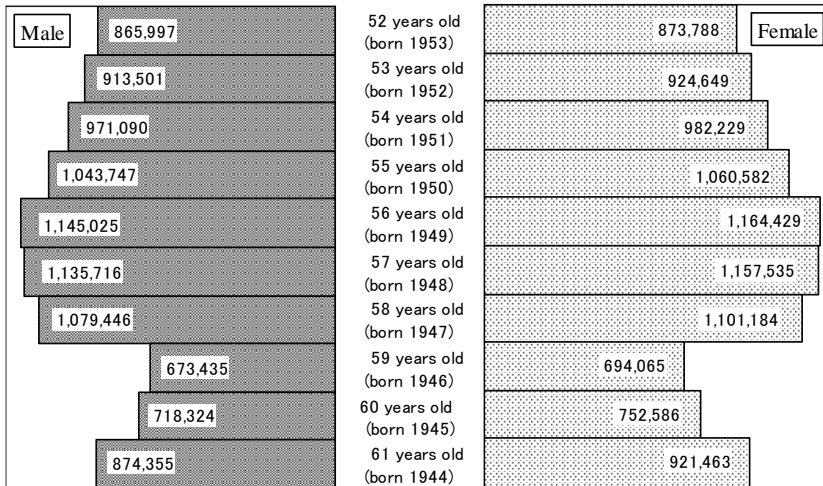 Male
Female
865,997
52 years old
(born 1953)
873,788
913,501
53 years old
(born 1952)
924,649
971,090
54 years old
(born 1951)
982,229
1,043,747
55 years old
(born 1950)
1,060,582
1,145,025
56 years old
(born 1949)
1,164,429
1,135,716
57 years old
(born 1948)
1,157,535
1,079,446
58 years old
(born 1947)
1,101,184
673,435
59 years old
(born 1946)
694,065
718,324
60 years old
(born 1945)
752,586
874,355
61 years old
(born 1944)
921,463